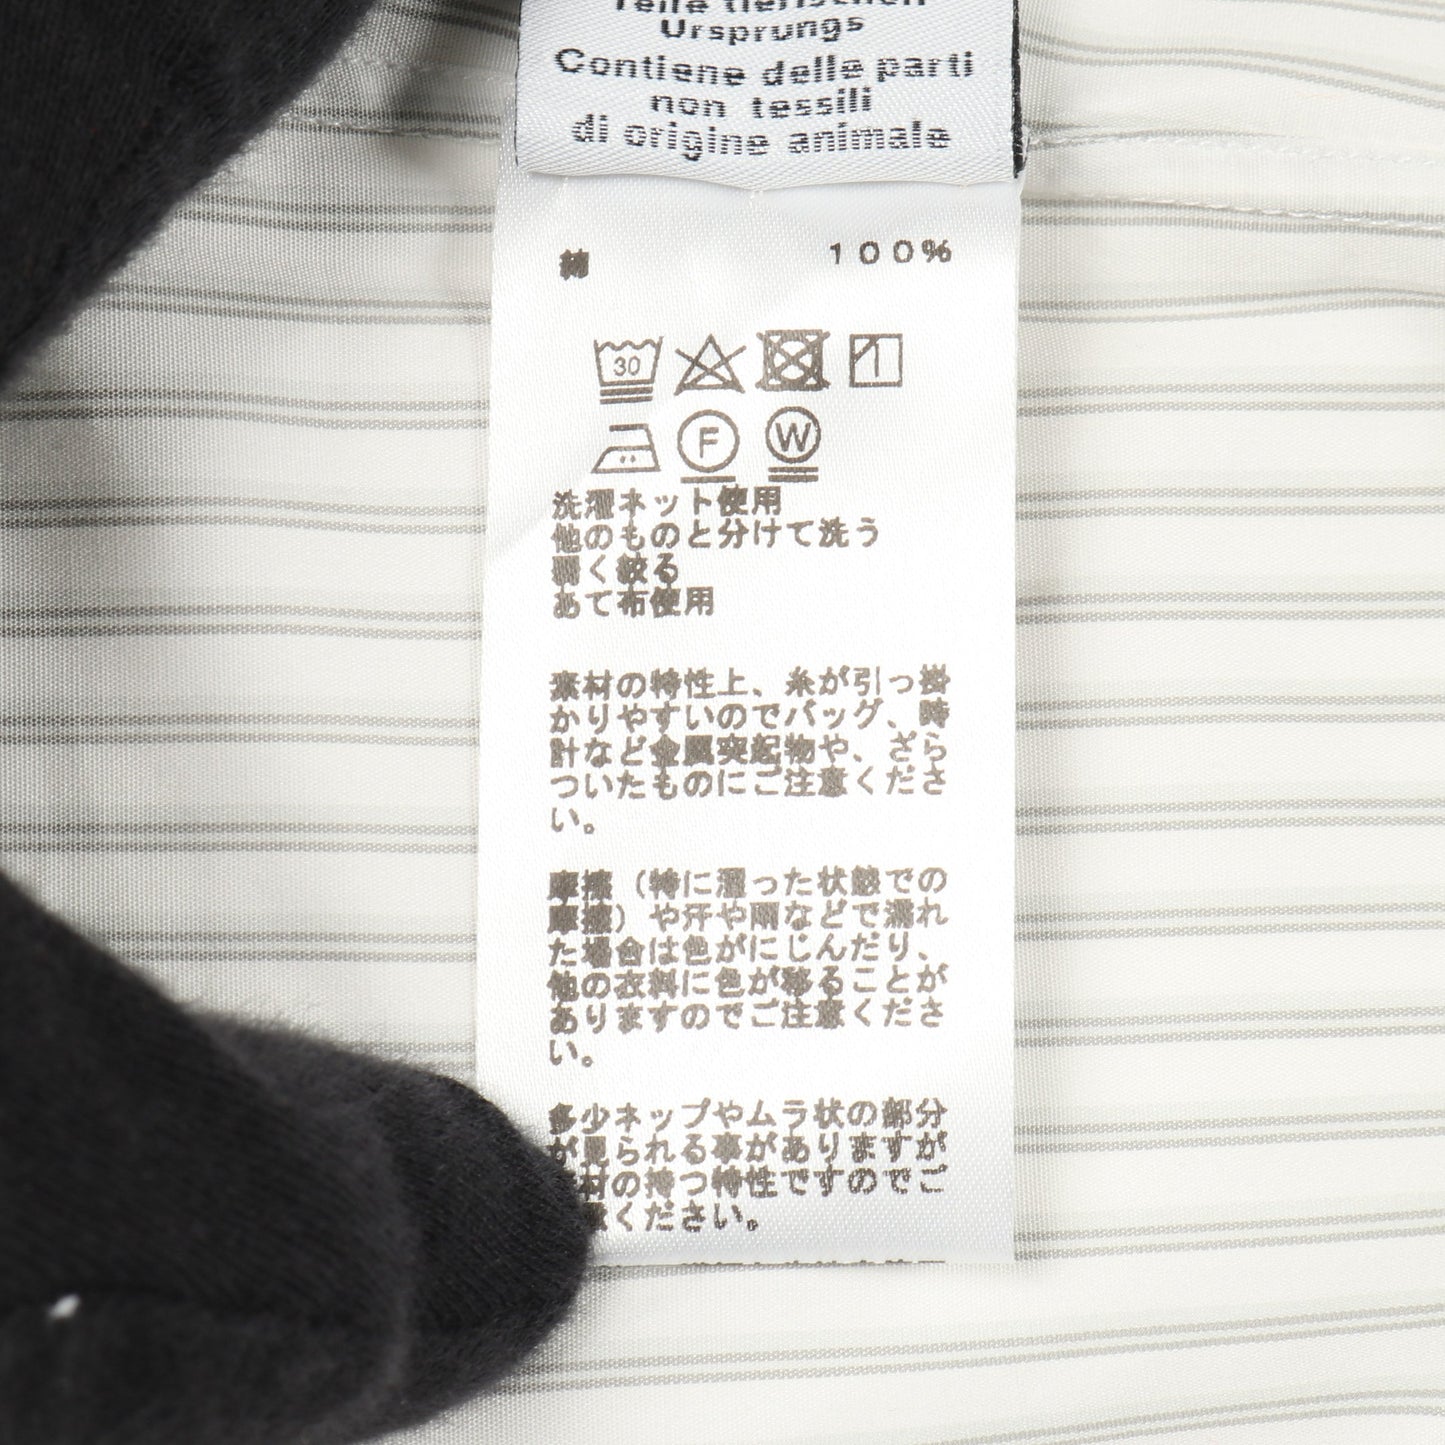 Teile tierischen
Ursprungs
Contiene delle parti
non tessili
di origine animale
綿 100%
30
F W
洗濯ネット使用
他のものと分けて洗う
弱く絞る
あて布使用
素材の特性上、糸が引っ掛
かりやすいのでバッグ、時
計など金属突起物や、ざら
ついたものにご注意くださ
い。
摩擦（特に湿った状態での
摩擦）や汗や雨などで濡れ
た場合は色がにじんだり、
他の衣料に色が移ることが
ありますのでご注意くださ
い。
多少ネップやムラ状の部分
が見られる事がありますが
素材の持つ特性ですのでご
ください。